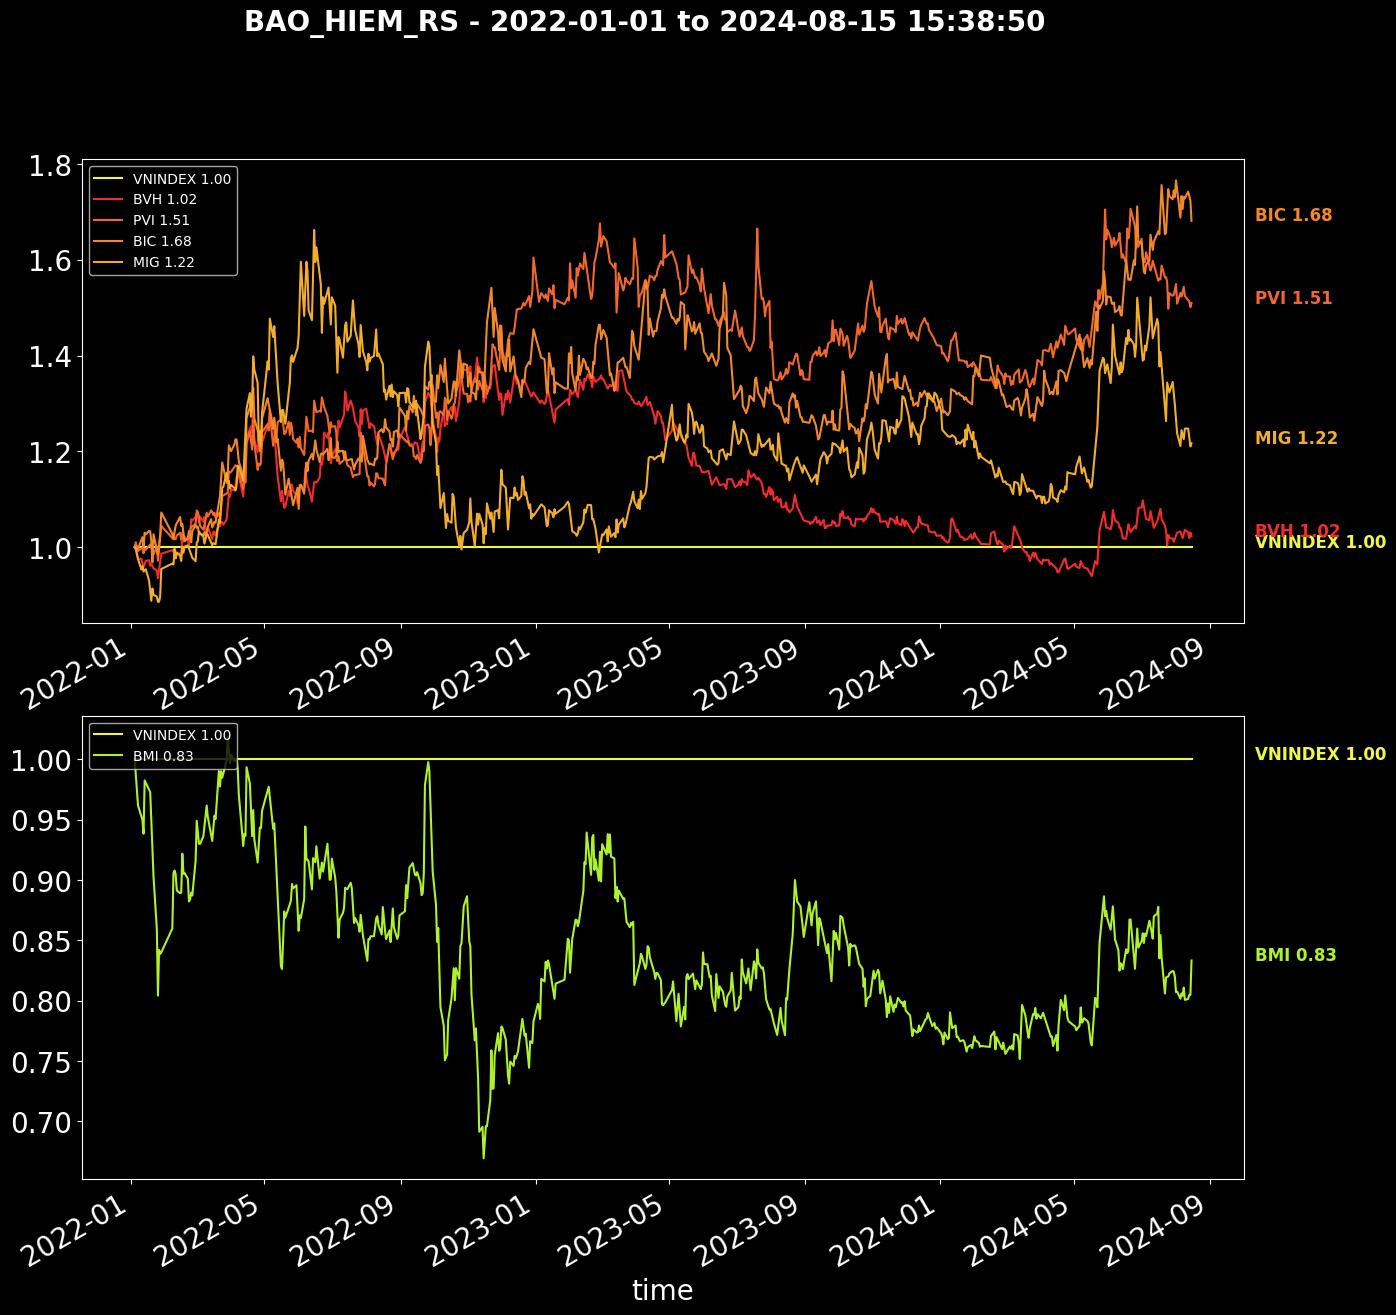 BAO_HIEM_RS - 2022-01-01 to 2024-08-15 15:38:50
1.8
1.6
1.4
1.2
1.0
VNINDEX 1.00
BVH 1.02
PVI 1.51
BIC 1.68
MIG 1.22
BIC 1.68
PVI 1.51
MIG 1.22
BVH 1.02
VNINDEX 1.00
2022-01
2022-05
2022-09
2023-01
2023-05
2023-09
2024-01
2024-05
2024-09
1.00
0.95
0.90
0.85
0.80
0.75
0.70
VNINDEX 1.00
BMI 0.83
VNINDEX 1.00
BMI 0.83
2022-01
2022-05
2022-09
2023-01
2023-05
2023-09
2024-01
2024-05
2024-09
time